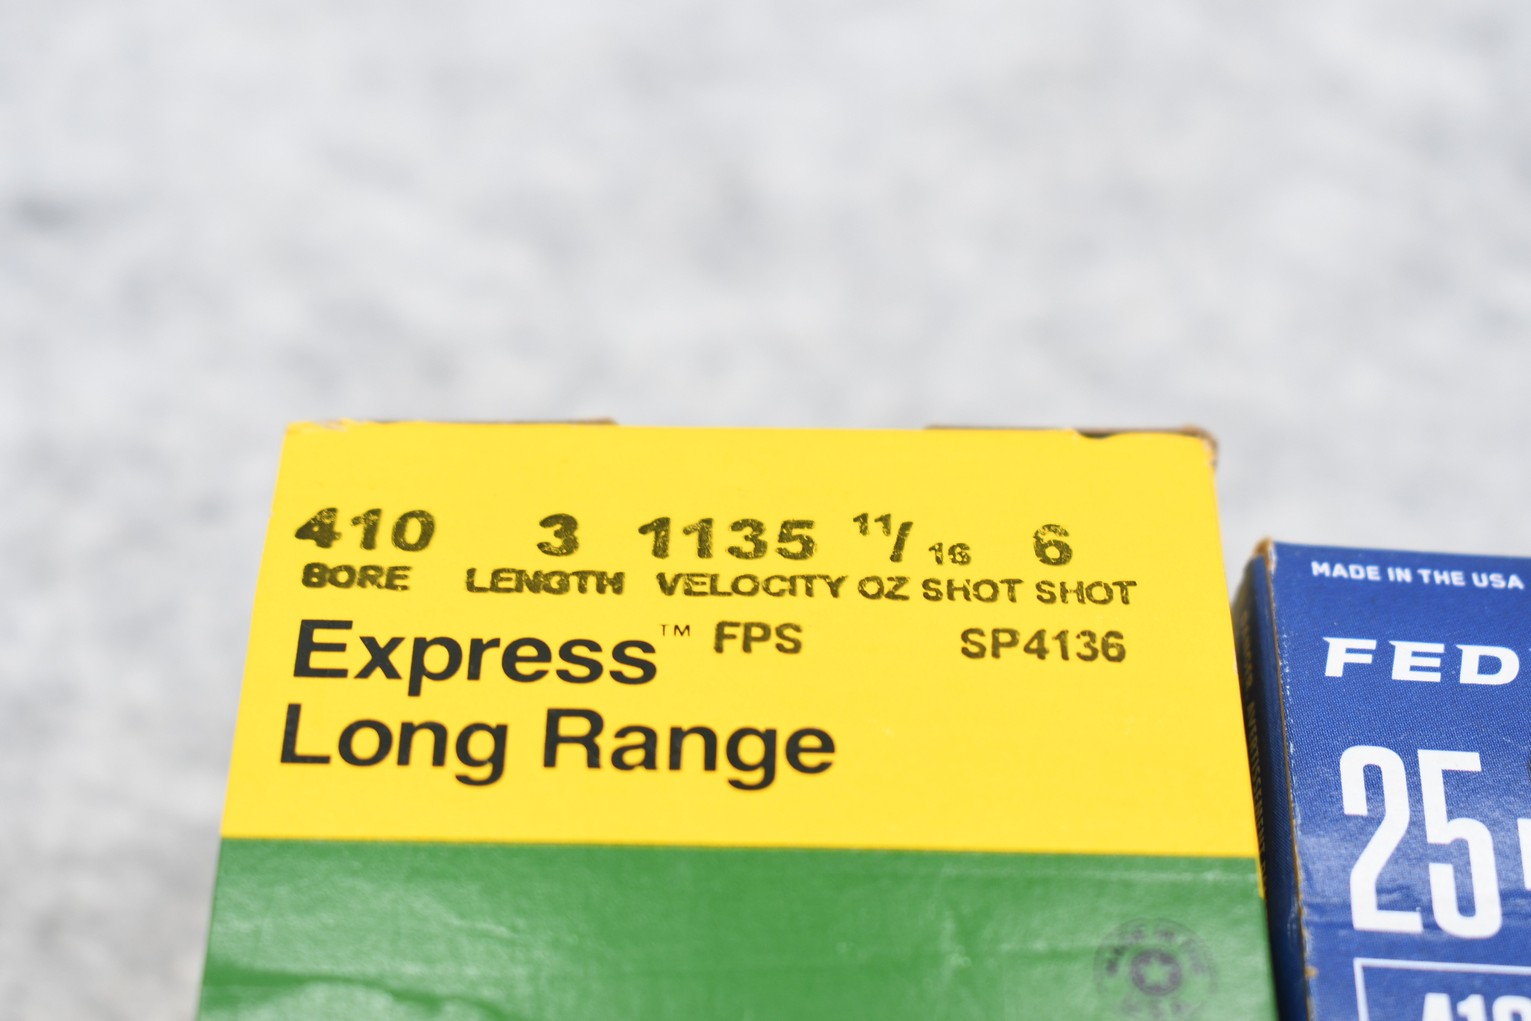 410 3 1135 11/16 6
BORE LENGTH VELOCITY OZ SHOT SHOT
FPS SP4136
Express™
Long Range
MADE IN THE USA
FED
25
410